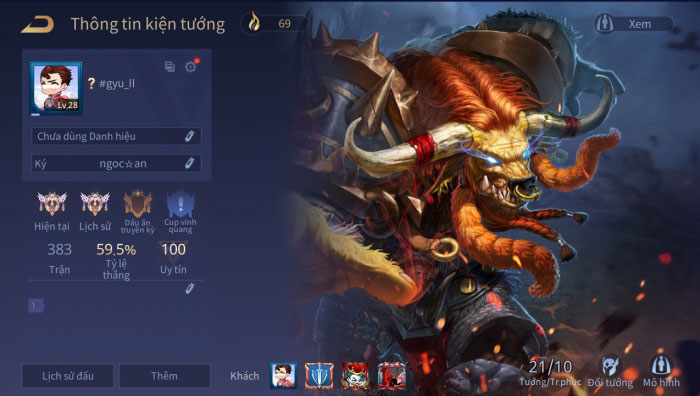 Thông tin kiện tướng
69
Xem
? #gyu_ll
Lv 28
Chưa dùng Danh hiệu
Ký ngoc☆an
Hiện tại
Lịch sử
Dấu ấn
truyền kỳ
Cup vinh
quang
383
59.5%
100
Trận
Tỷ lệ
thắng
Uy tín
1
Lịch sử đấu
Thêm
Khách
21/10
Tướng/Tr.phục
Đổi tướng
Mô hình